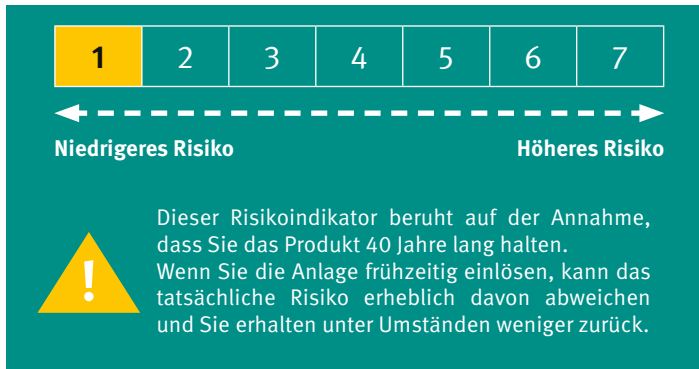 1 2 3 4 5 6 7
Niedrigeres Risiko Höheres Risiko
Dieser Risikoindikator beruht auf der Annahme,
dass Sie das Produkt 40 Jahre lang halten.
Wenn Sie die Anlage frühzeitig einlösen, kann das
tatsächliche Risiko erheblich davon abweichen
und Sie erhalten unter Umständen weniger zurück.
!